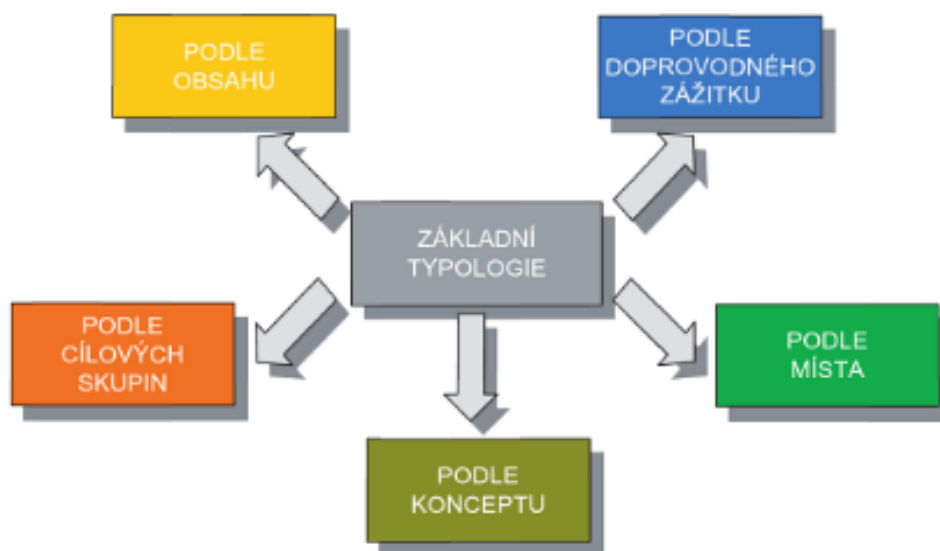 PODLE
OBSAHU
PODLE
DOPROVODNÉHO
ZÁŽITKU
ZÁKLADNÍ
TYPOLOGIE
PODLE
CÍLOVÝCH
SKUPIN
PODLE
MÍSTA
PODLE
KONCEPTU